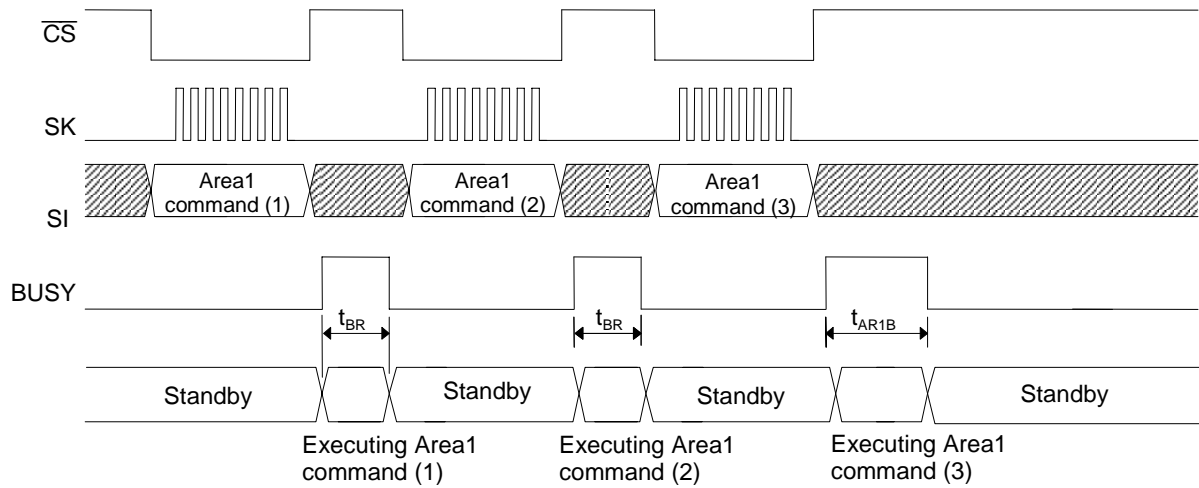 CS
SK
SI
Area1
command (1)
Area1
command (2)
Area1
command (3)
BUSY
tBR
tBR
tAR1B
Standby
Standby
Standby
Standby
Executing Area1
command (1)
Executing Area1
command (2)
Executing Area1
command (3)